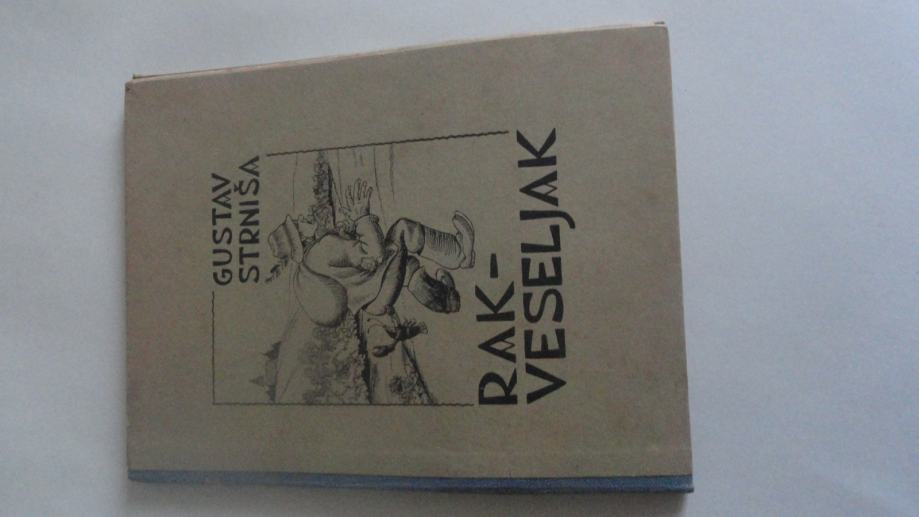 GUSTAV
STRNIŠA
RAK-
VESELJAK